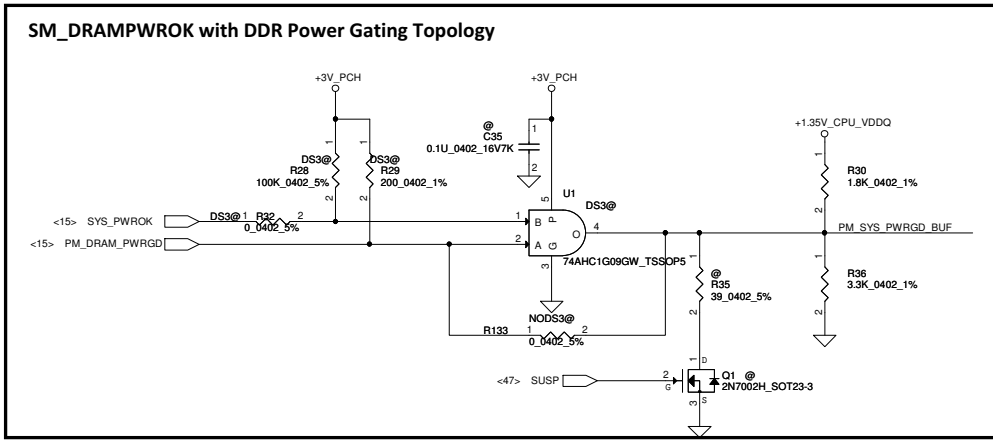 SM_DRAMPWROK with DDR Power Gating Topology
+3V_PCH
+3V_PCH
+1.35V_CPU_VDDQ
@
C35
0.1U_0402_16V7K
1
2
1
DS3@
R28
100K_0402_5%
2
1
DS3@
R29
200_0402_1%
2
1
R30
1.8K_0402_1%
2
U1
DS3@
5
<15> SYS_PWROK
DS3@ 1 R32 2
0_0402_5%
1 B P
<15> PM_DRAM_PWRGD
2 A G
O 4
3
74AHC1G09GW_TSSOP5
PM_SYS_PWRGD_BUF
1
@
R35
39_0402_5%
2
1
R36
3.3K_0402_1%
2
NODS3@
R133 1 2
0_0402_5%
<47> SUSP
2
G
1 D
Q1 @
2N7002H_SOT23-3
3 S